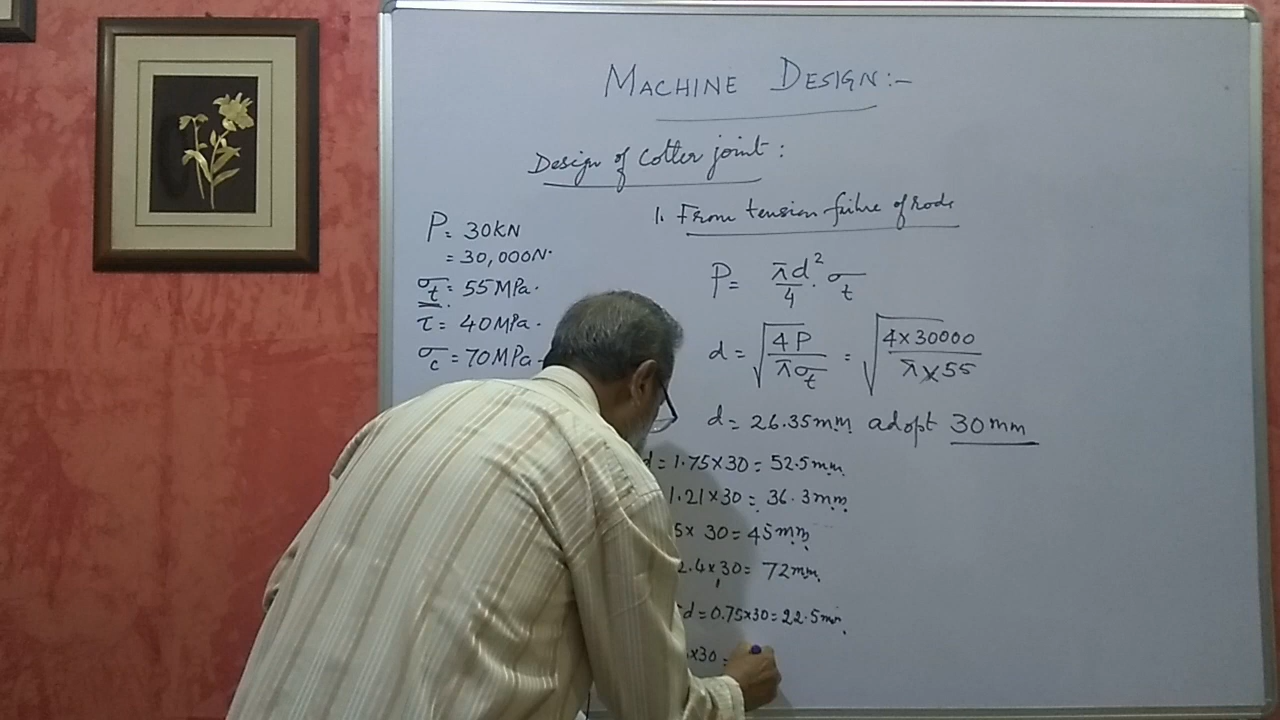 MACHINE DESIGN:-
Design of Cotter joint:
1. From tension failure of rods
P = 30KN
= 30,000N.
σt = 55MPa.
τ = 40MPa.
σc = 70MPa
P = πd²/4 . σt
d = √(4P/πσt) = √(4×30000/π×55)
d = 26.35mm adopt 30mm
d = 1.75×30 = 52.5mm
1.21×30 = 36.3mm
5×30 = 45mm
2.4×30 = 72mm
d = 0.75×30 = 22.5mm
×30 =